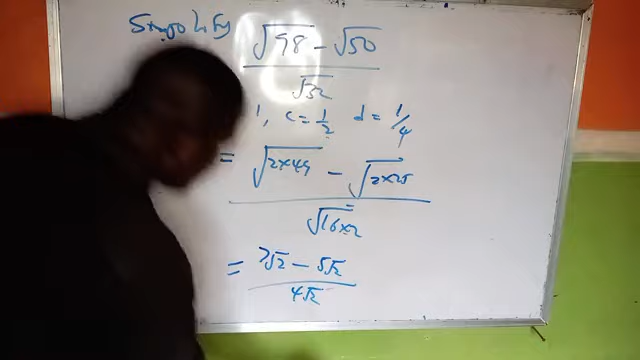 Simplify √98 - √50
√32
1, c = 1/2 d = 1/4
= √2×49 - √2×25
√16×2
= 7√2 - 5√2
4√2